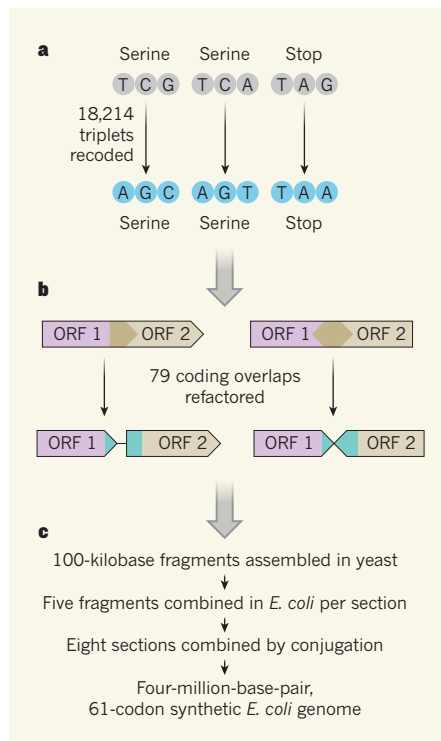 a
Serine Serine Stop
T C G T C A T A G
18,214
triplets
recoded
A G C A G T T A A
Serine Serine Stop
b
ORF 1 ORF 2 ORF 1 ORF 2
79 coding overlaps
refactored
ORF 1 ORF 2 ORF 1 ORF 2
c
100-kilobase fragments assembled in yeast
Five fragments combined in E. coli per section
Eight sections combined by conjugation
Four-million-base-pair,
61-codon synthetic E. coli genome